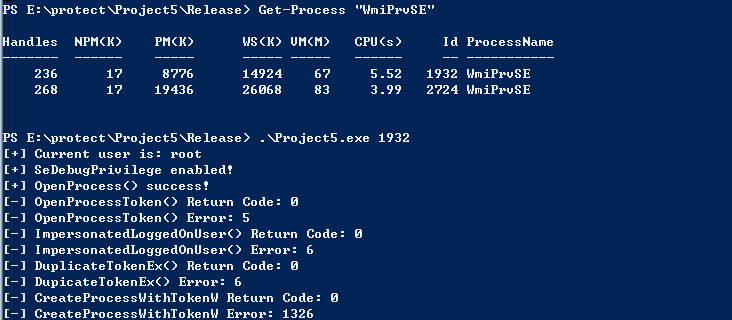 PS E:\protect\Project5\Release> Get-Process "WmiPrvSE"
Handles  NPM(K)    PM(K)      WS(K) VM(M)   CPU(s)     Id ProcessName
-------  ------    -----      ----- -----   ------     -- -----------
    236      17     8776      14924    67     5.52   1932 WmiPrvSE
    268      17    19436      26068    83     3.99   2724 WmiPrvSE
PS E:\protect\Project5\Release> .\Project5.exe 1932
[+] Current user is: root
[+] SeDebugPrivilege enabled!
[+] OpenProcess() success!
[-] OpenProcessToken() Return Code: 0
[-] OpenProcessToken() Error: 5
[-] ImpersonatedLoggedOnUser() Return Code: 0
[-] ImpersonatedLoggedOnUser() Error: 6
[-] DuplicateTokenEx() Return Code: 0
[-] DupicateTokenEx() Error: 6
[-] CreateProcessWithTokenW Return Code: 0
[-] CreateProcessWithTokenW Error: 1326